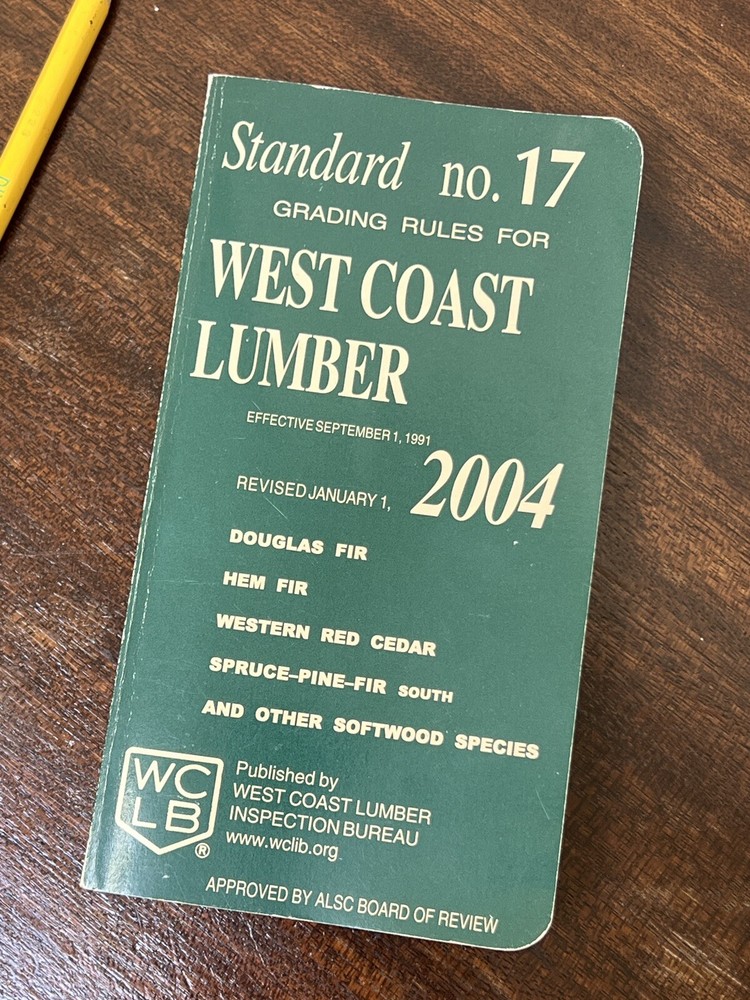 Standard no. 17
GRADING RULES FOR
WEST COAST
LUMBER
EFFECTIVE SEPTEMBER 1, 1991
REVISED JANUARY 1, 2004
DOUGLAS FIR
HEM FIR
WESTERN RED CEDAR
SPRUCE–PINE–FIR SOUTH
AND OTHER SOFTWOOD SPECIES
WC
LB
®
Published by
WEST COAST LUMBER
INSPECTION BUREAU
www.wclib.org
APPROVED BY ALSC BOARD OF REVIEW